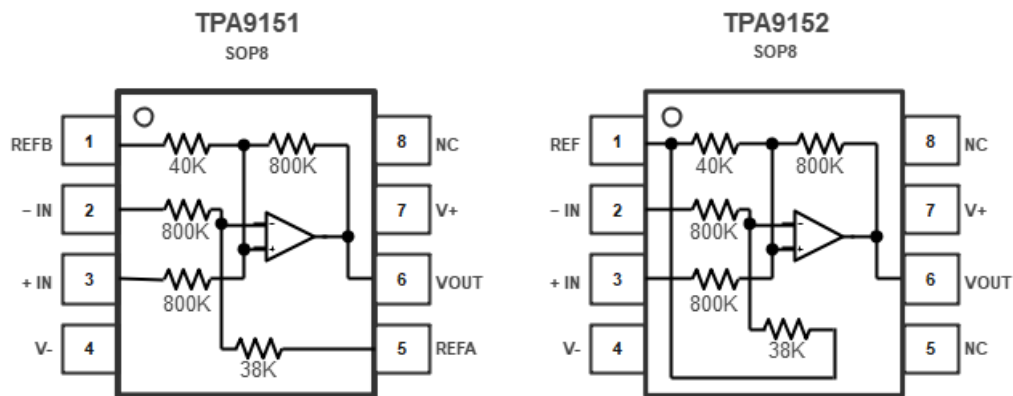 TPA9151
SOP8
REFB 1
40K
800K
8 NC
– IN 2
800K
7 V+
-
+
+ IN 3
800K
6 VOUT
V- 4
38K
5 REFA
TPA9152
SOP8
REF 1
40K
800K
8 NC
– IN 2
800K
7 V+
-
+
+ IN 3
800K
6 VOUT
V- 4
38K
5 NC